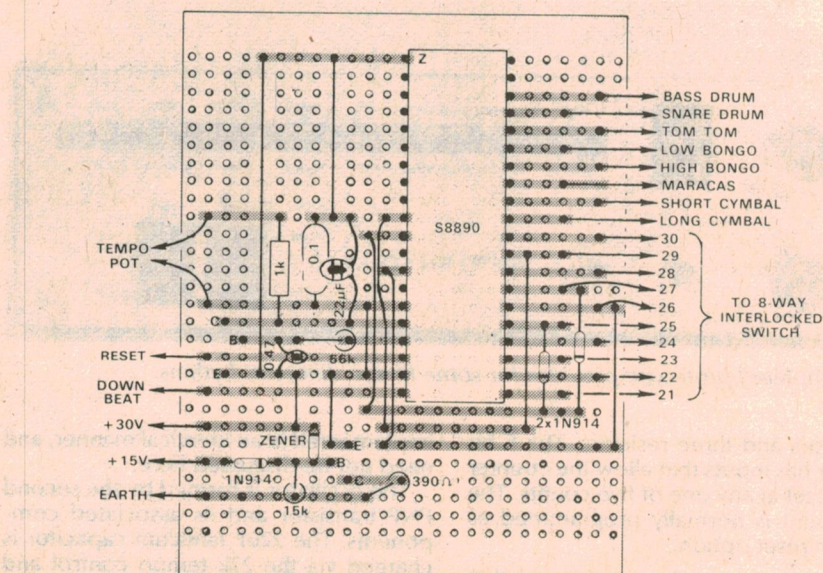 Z
BASS DRUM
SNARE DRUM
TOM TOM
LOW BONGO
HIGH BONGO
MARACAS
SHORT CYMBAL
LONG CYMBAL
S8890
30
29
28
27
26
25
24
23
22
21
TO 8-WAY
INTERLOCKED
SWITCH
TEMPO
POT
1k
0.1
22µF
C
B
0.47
56k
RESET
E
DOWN
BEAT
2x1N914
+30V
ZENER
E
+15V
B
1N914
C
390Ω
EARTH
15k